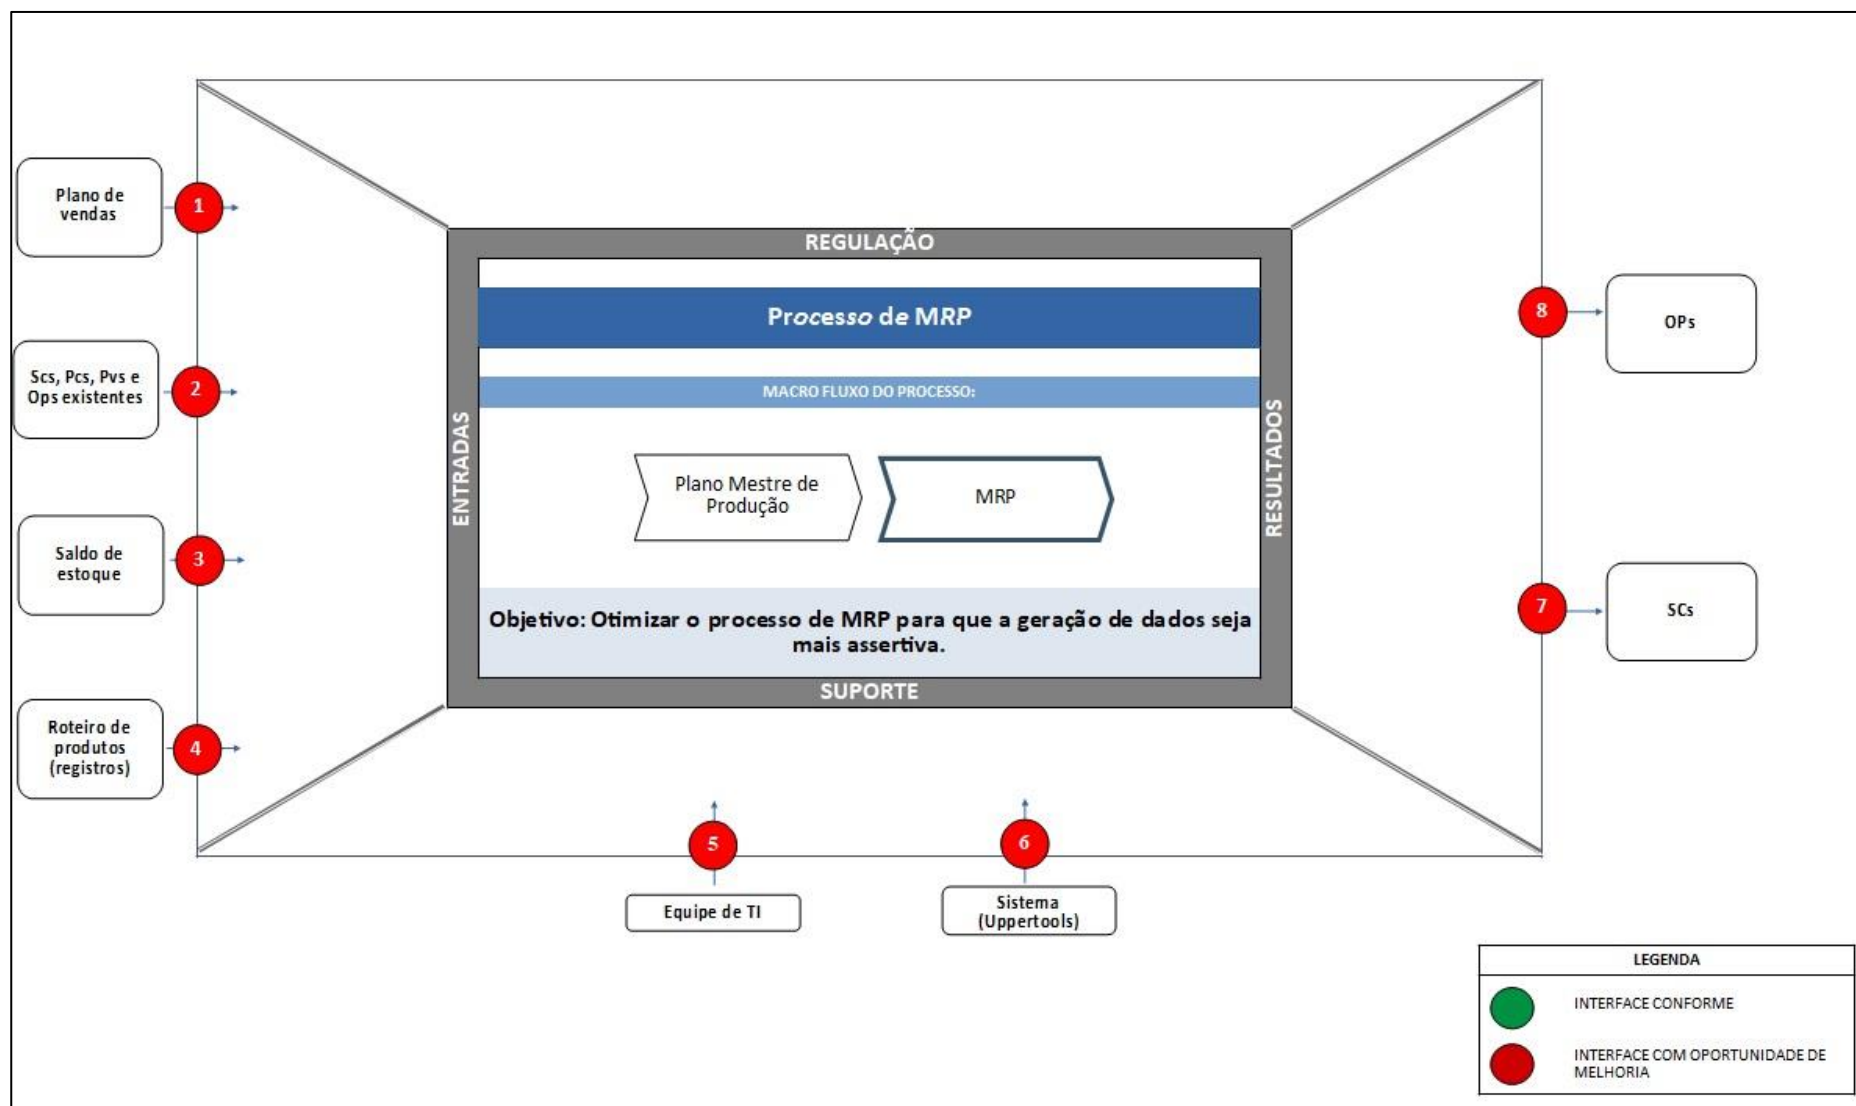 Plano de
vendas
1
Scs, Pcs, Pvs e
Ops existentes
2
Saldo de
estoque
3
Roteiro de
produtos
(registros)
4
REGULAÇÃO
ENTRADAS
Processo de MRP
MACRO FLUXO DO PROCESSO:
Plano Mestre de
Produção
MRP
Objetivo: Otimizar o processo de MRP para que a geração de dados seja
mais assertiva.
RESULTADOS
SUPORTE
8
OPs
7
SCs
5
Equipe de TI
6
Sistema
(Uppertools)
LEGENDA
INTERFACE CONFORME
INTERFACE COM OPORTUNIDADE DE
MELHORIA